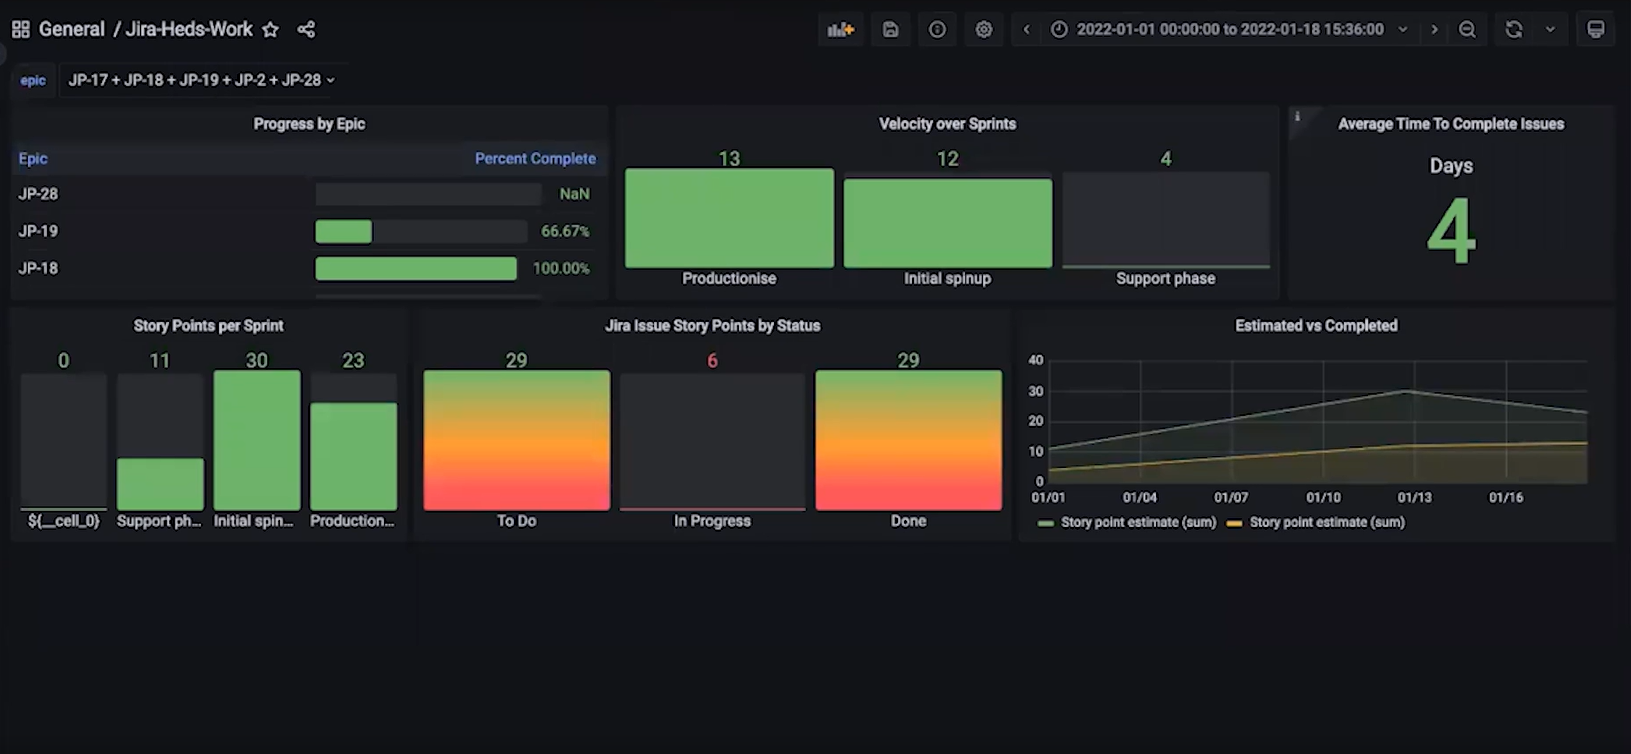 General / Jira-Heds-Work
2022-01-01 00:00:00 to 2022-01-18 15:36:00
epic JP-17 + JP-18 + JP-19 + JP-2 + JP-28
Progress by Epic
Epic Percent Complete
JP-28 NaN
JP-19 66.67%
JP-18 100.00%
Velocity over Sprints
13 12 4
Productionise Initial spinup Support phase
i
Average Time To Complete Issues
Days
4
Story Points per Sprint
0 11 30 23
${__cell_0} Support ph... Initial spin... Production...
Jira Issue Story Points by Status
29 6 29
To Do In Progress Done
Estimated vs Completed
40
30
20
10
0
01/01 01/04 01/07 01/10 01/13 01/16
Story point estimate (sum) Story point estimate (sum)